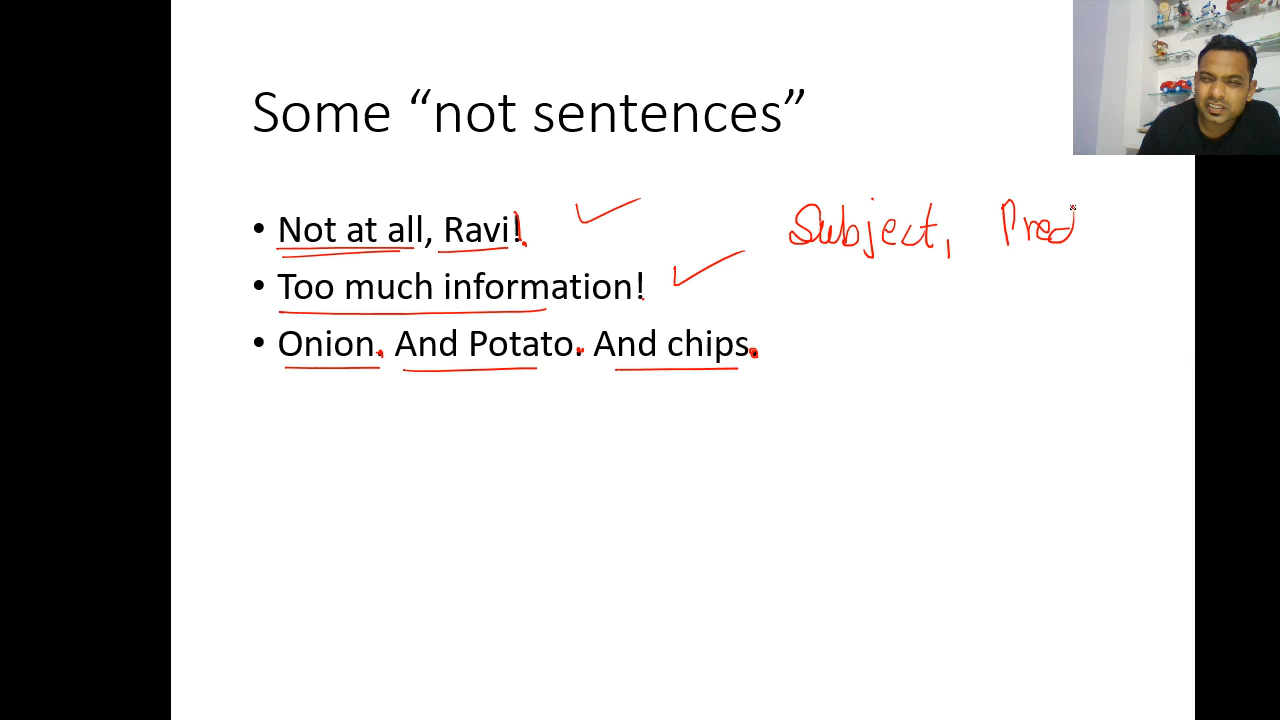 Some “not sentences”
• Not at all, Ravi!
Subject, Pred
• Too much information!
• Onion. And Potato. And chips.